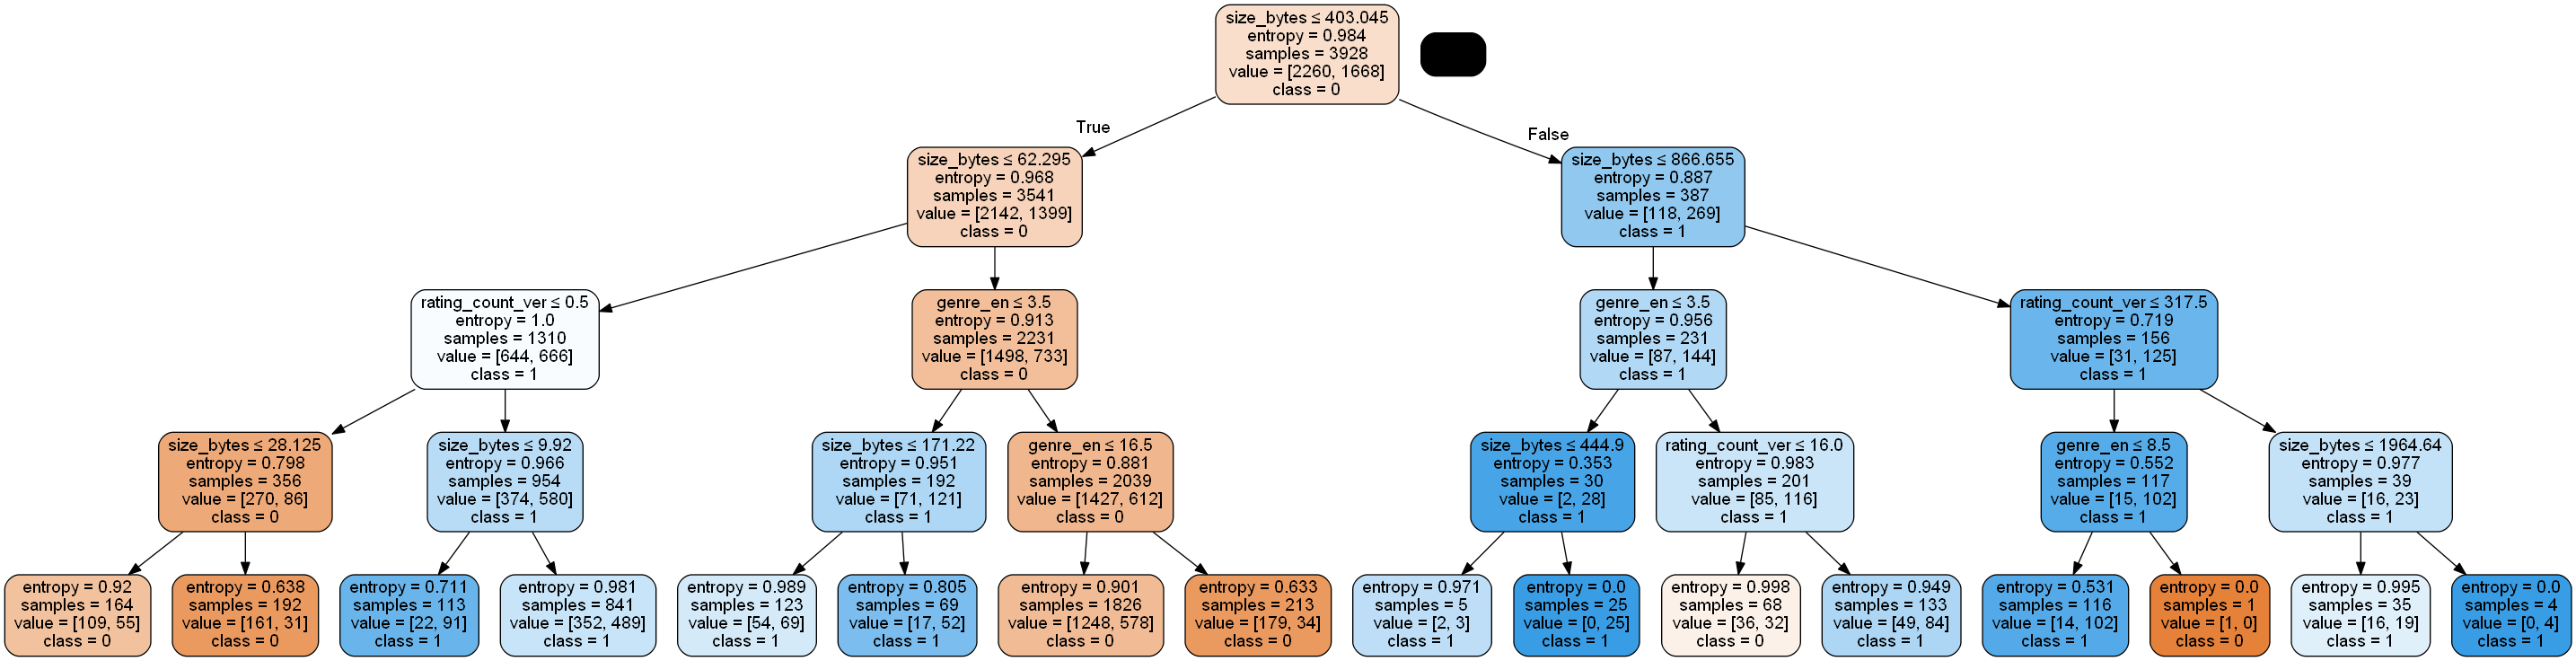 size_bytes ≤ 403.045
entropy = 0.984
samples = 3928
value = [2260, 1668]
class = 0
True
False
size_bytes ≤ 62.295
entropy = 0.968
samples = 3541
value = [2142, 1399]
class = 0
size_bytes ≤ 866.655
entropy = 0.887
samples = 387
value = [118, 269]
class = 1
rating_count_ver ≤ 0.5
entropy = 1.0
samples = 1310
value = [644, 666]
class = 1
genre_en ≤ 3.5
entropy = 0.913
samples = 2231
value = [1498, 733]
class = 0
genre_en ≤ 3.5
entropy = 0.956
samples = 231
value = [87, 144]
class = 1
rating_count_ver ≤ 317.5
entropy = 0.719
samples = 156
value = [31, 125]
class = 1
size_bytes ≤ 28.125
entropy = 0.798
samples = 356
value = [270, 86]
class = 0
size_bytes ≤ 9.92
entropy = 0.966
samples = 954
value = [374, 580]
class = 1
size_bytes ≤ 171.22
entropy = 0.951
samples = 192
value = [71, 121]
class = 1
genre_en ≤ 16.5
entropy = 0.881
samples = 2039
value = [1427, 612]
class = 0
size_bytes ≤ 444.9
entropy = 0.353
samples = 30
value = [2, 28]
class = 1
rating_count_ver ≤ 16.0
entropy = 0.983
samples = 201
value = [85, 116]
class = 1
genre_en ≤ 8.5
entropy = 0.552
samples = 117
value = [15, 102]
class = 1
size_bytes ≤ 1964.64
entropy = 0.977
samples = 39
value = [16, 23]
class = 1
entropy = 0.92
samples = 164
value = [109, 55]
class = 0
entropy = 0.638
samples = 192
value = [161, 31]
class = 0
entropy = 0.711
samples = 113
value = [22, 91]
class = 1
entropy = 0.981
samples = 841
value = [352, 489]
class = 1
entropy = 0.989
samples = 123
value = [54, 69]
class = 1
entropy = 0.805
samples = 69
value = [17, 52]
class = 1
entropy = 0.901
samples = 1826
value = [1248, 578]
class = 0
entropy = 0.633
samples = 213
value = [179, 34]
class = 0
entropy = 0.971
samples = 5
value = [2, 3]
class = 1
entropy = 0.0
samples = 25
value = [0, 25]
class = 1
entropy = 0.998
samples = 68
value = [36, 32]
class = 0
entropy = 0.949
samples = 133
value = [49, 84]
class = 1
entropy = 0.531
samples = 116
value = [14, 102]
class = 1
entropy = 0.0
samples = 1
value = [1, 0]
class = 0
entropy = 0.995
samples = 35
value = [16, 19]
class = 1
entropy = 0.0
samples = 4
value = [0, 4]
class = 1